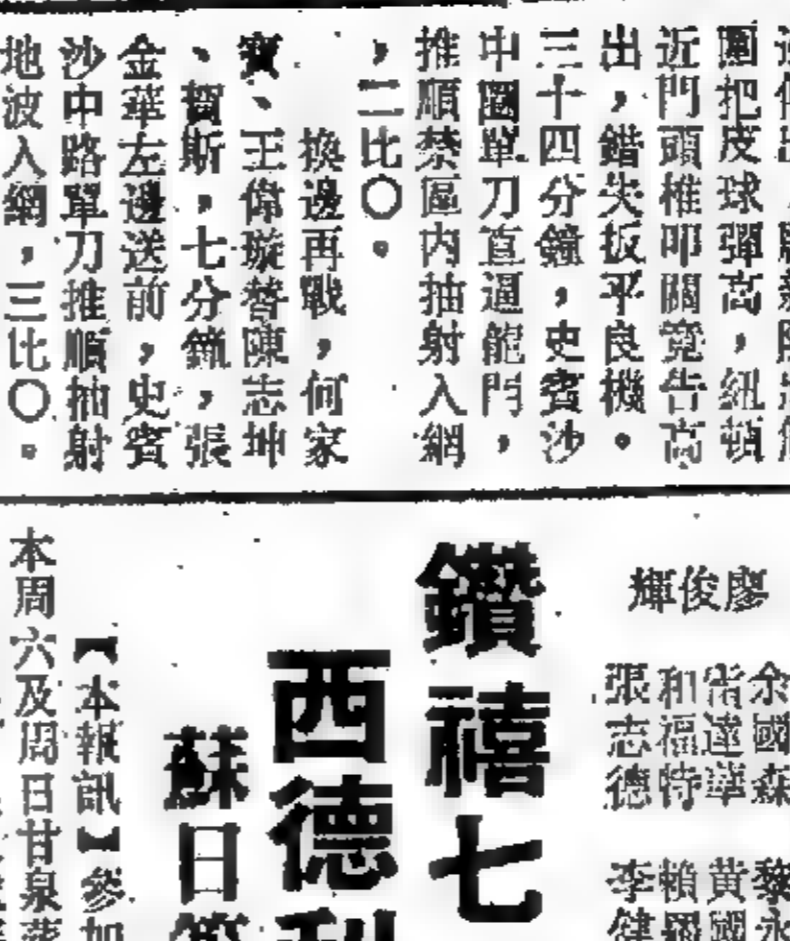 圍把皮球彈高，紐頓
近門頭椎叩關竟告高
出，錯失扳平良機。
三十四分鐘，史賓沙
中圈單刀直逼龍門，
推順禁區內抽射入網
，二比〇。
換邊再戰，何家
寶、王偉璇替陳志坤
、賀斯，七分鐘，張
金華左邊送前，史賓
沙中路單刀推順抽射
地波入網，三比〇。
輝俊廖
余國森
雷達華
和福特
張志德
黎永
黃國
賴羅
李健
鑽禧七
西德
蘇日
【本報訊】參加
本周六及周日甘泉